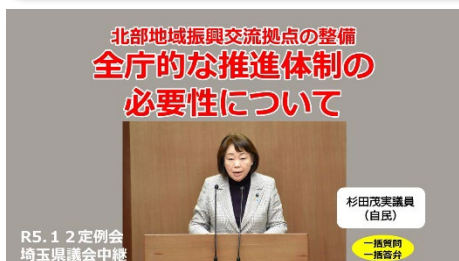 北部地域振興交流拠点の整備
全庁的な推進体制の
必要性について
杉田茂実議員
（自民）
R5.12定例会
埼玉県議会中継
一括質問
一括答弁